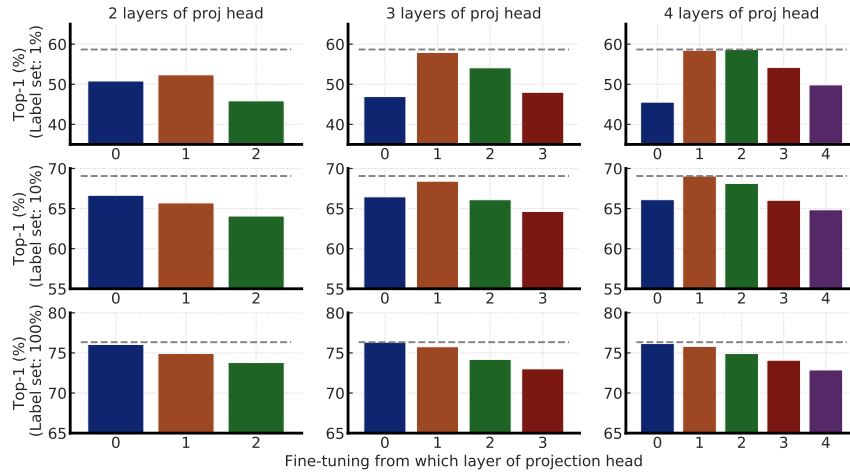 2 layers of proj head
3 layers of proj head
4 layers of proj head
Top-1 (%)
(Label set: 1%)
60
50
40
0 1 2
60
50
40
0 1 2 3
60
50
40
0 1 2 3 4
Top-1 (%)
(Label set: 10%)
70
65
60
55
0 1 2
70
65
60
55
0 1 2 3
70
65
60
55
0 1 2 3 4
Top-1 (%)
(Label set: 100%)
80
75
70
65
0 1 2
80
75
70
65
0 1 2 3
80
75
70
65
0 1 2 3 4
Fine-tuning from which layer of projection head